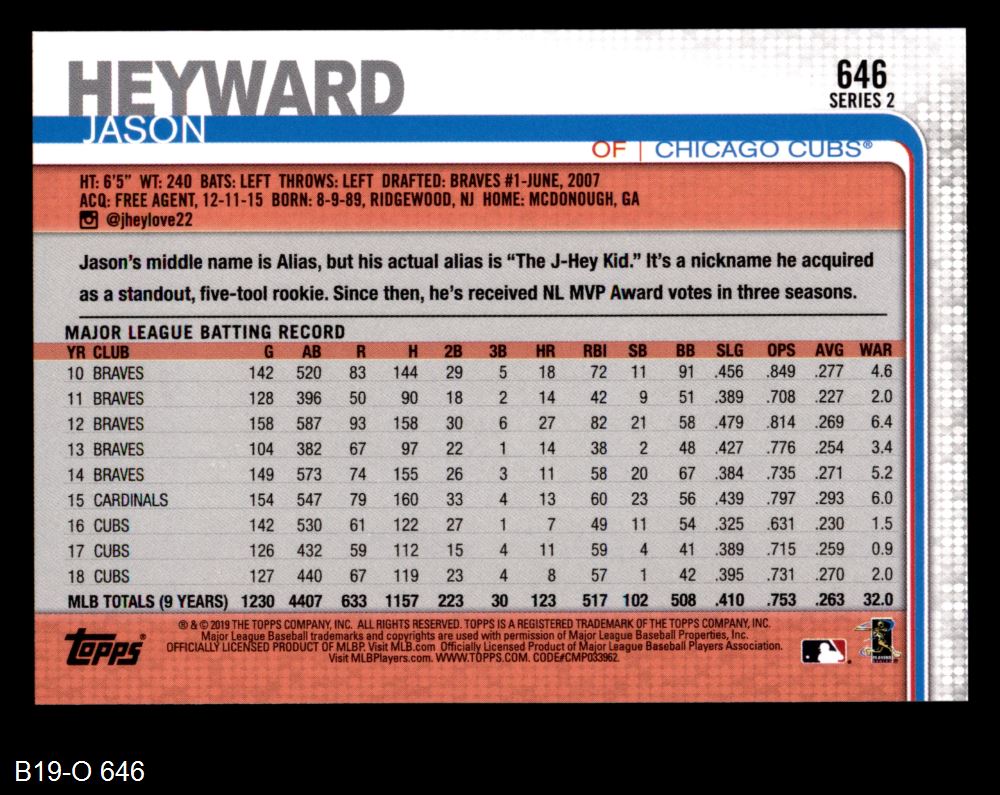 HEYWARD
JASON
646
SERIES 2
OF | CHICAGO CUBS®
HT: 6'5" WT: 240 BATS: LEFT THROWS: LEFT DRAFTED: BRAVES #1-JUNE, 2007
ACQ: FREE AGENT, 12-11-15 BORN: 8-9-89, RIDGEWOOD, NJ HOME: MCDONOUGH, GA
@jheylove22
Jason's middle name is Alias, but his actual alias is “The J-Hey Kid.” It's a nickname he acquired
as a standout, five-tool rookie. Since then, he's received NL MVP Award votes in three seasons.
MAJOR LEAGUE BATTING RECORD
YR CLUB G AB R H 2B 3B HR RBI SB BB SLG OPS AVG WAR
10 BRAVES 142 520 83 144 29 5 18 72 11 91 .456 .849 .277 4.6
11 BRAVES 128 396 50 90 18 2 14 42 9 51 .389 .708 .227 2.0
12 BRAVES 158 587 93 158 30 6 27 82 21 58 .479 .814 .269 6.4
13 BRAVES 104 382 67 97 22 1 14 38 2 48 .427 .776 .254 3.4
14 BRAVES 149 573 74 155 26 3 11 58 20 67 .384 .735 .271 5.2
15 CARDINALS 154 547 79 160 33 4 13 60 23 56 .439 .797 .293 6.0
16 CUBS 142 530 61 122 27 1 7 49 11 54 .325 .631 .230 1.5
17 CUBS 126 432 59 112 15 4 11 59 4 41 .389 .715 .259 0.9
18 CUBS 127 440 67 119 23 4 8 57 1 42 .395 .731 .270 2.0
MLB TOTALS (9 YEARS) 1230 4407 633 1157 223 30 123 517 102 508 .410 .753 .263 32.0
Topps®
® & © 2019 THE TOPPS COMPANY, INC. ALL RIGHTS RESERVED. TOPPS IS A REGISTERED TRADEMARK OF THE TOPPS COMPANY, INC.
Major League Baseball trademarks and copyrights are used with permission of Major League Baseball Properties, Inc.
OFFICIALLY LICENSED PRODUCT OF MLBP. Visit MLB.com Officially Licensed Product of Major League Baseball Players Association.
Visit MLBPlayers.com. WWW.TOPPS.COM. CODE#CMP033962.
B19-O 646